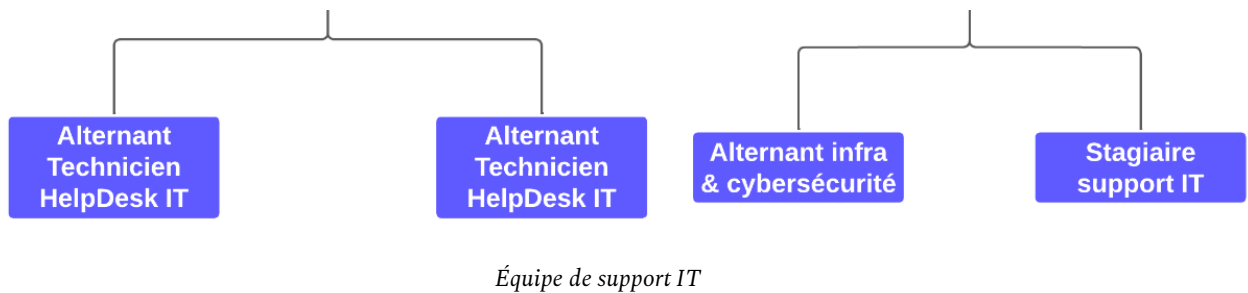 Alternant
Technicien
HelpDesk IT
Alternant
Technicien
HelpDesk IT
Alternant infra
& cybersécurité
Stagiaire
support IT
Équipe de support IT